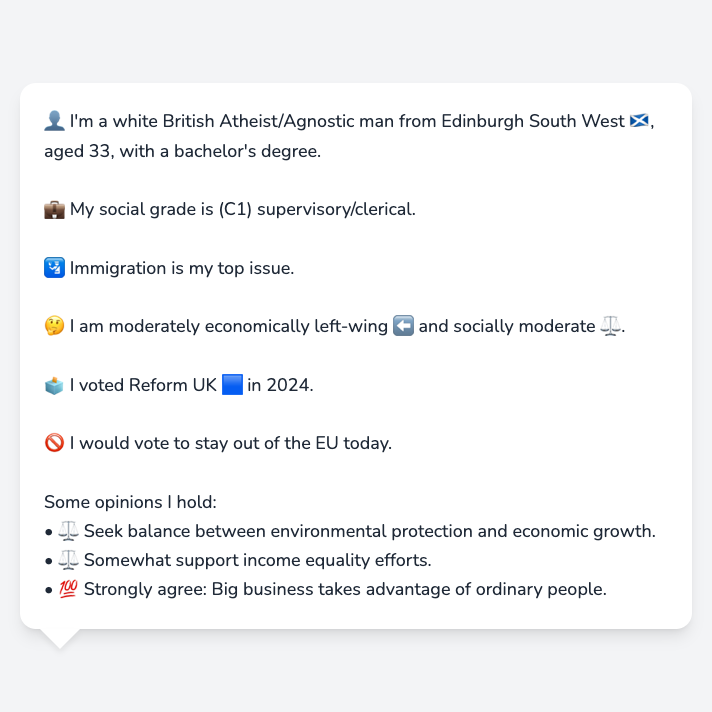 👤 I'm a white British Atheist/Agnostic man from Edinburgh South West 🏴󠁧󠁢󠁳󠁣󠁴󠁿,
aged 33, with a bachelor's degree.
💼 My social grade is (C1) supervisory/clerical.
🛂 Immigration is my top issue.
🤔 I am moderately economically left-wing ⬅️ and socially moderate ⚖️.
🗳️ I voted Reform UK 🟦 in 2024.
🚫 I would vote to stay out of the EU today.
Some opinions I hold:
• ⚖️ Seek balance between environmental protection and economic growth.
• ⚖️ Somewhat support income equality efforts.
• 💯 Strongly agree: Big business takes advantage of ordinary people.